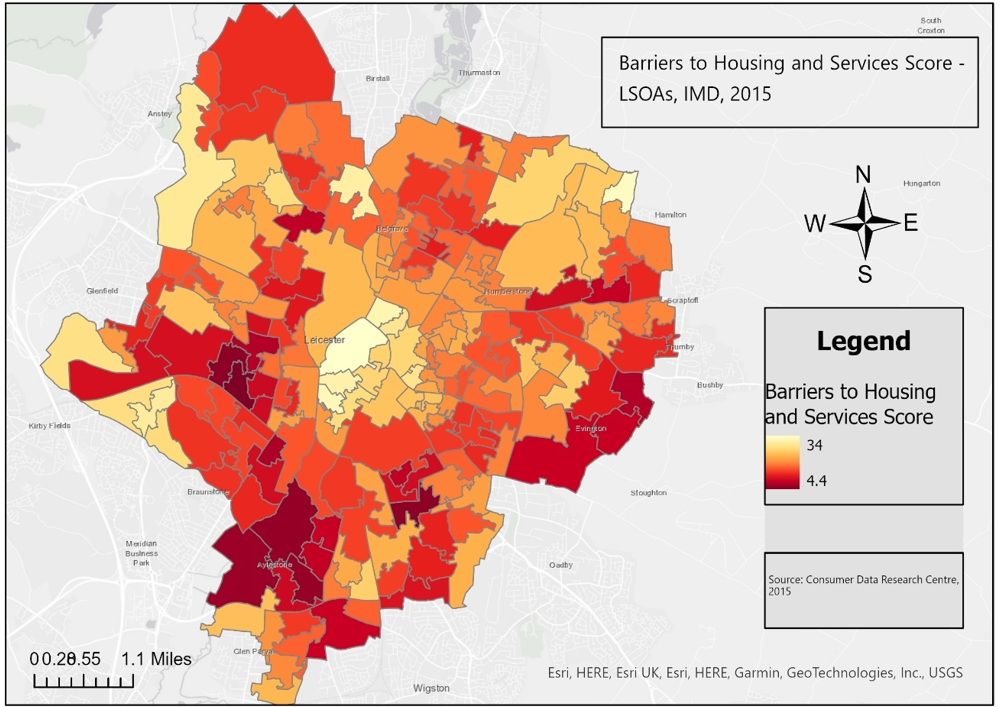 South
Croxton
Barriers to Housing and Services Score -
LSOAs, IMD, 2015
Birstall
Thurmaston
Anstey
N
W
E
S
Hungarton
Hamilton
Belgrave
Glenfield
Humberstone
Scraptoft
Leicester
Thurnby
Legend
Barriers to Housing
and Services Score
34
4.4
Bushby
Kirby Fields
Evington
Braunstone
Stoughton
Meridian
Business
Park
Aylestone
Oadby
Source: Consumer Data Research Centre,
2015
Glen Parva
0 0.28 0.55 1.1 Miles
Wigston
Esri, HERE, Esri UK, Esri, HERE, Garmin, GeoTechnologies, Inc., USGS